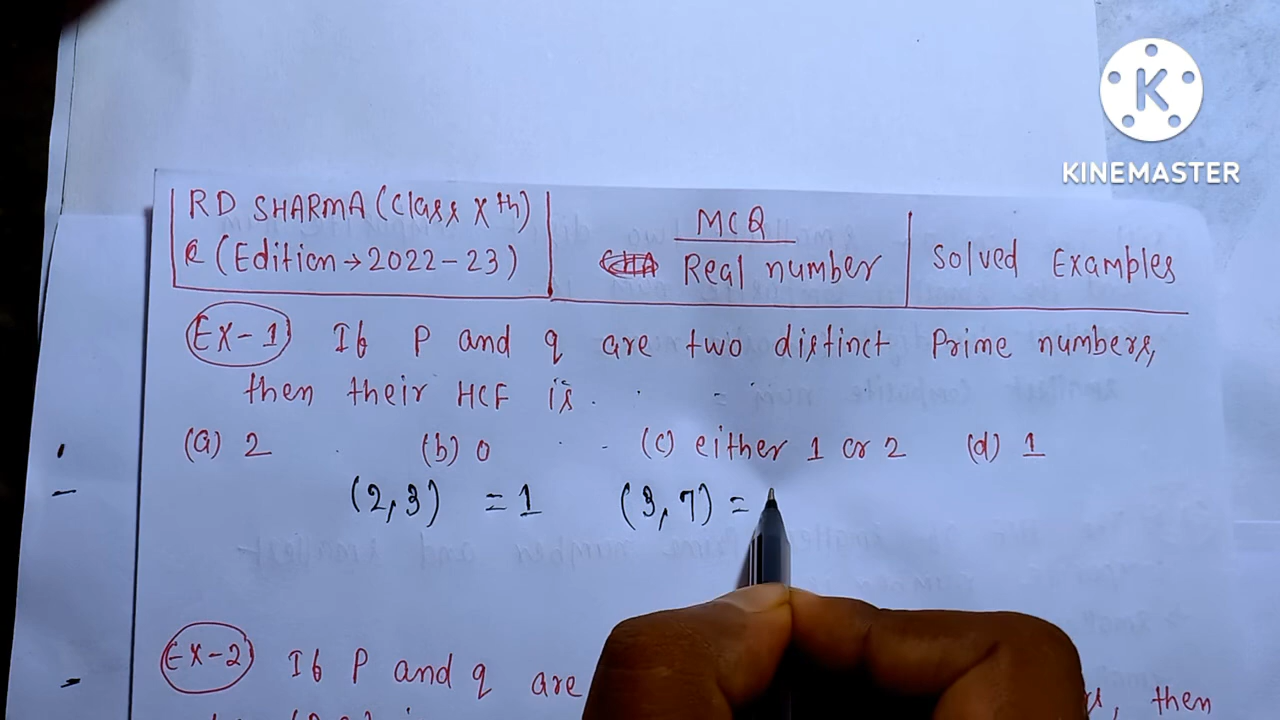 K
KINEMASTER
RD SHARMA (Class X th)
(Edition → 2022-23)
MCQ
Real number
Solved Examples
EX-1 If P and q are two distinct Prime numbers,
then their HCF is.
(a) 2 (b) 0 (c) either 1 or 2 (d) 1
(2,3) = 1 (3,7) =
EX-2 If P and q are then